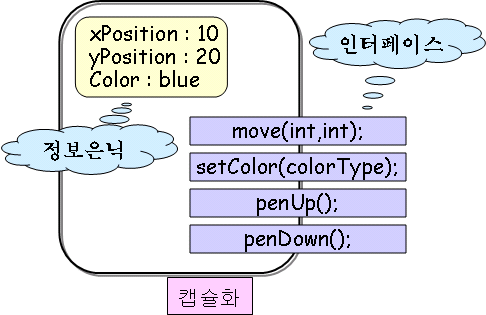 xPosition : 10
yPosition : 20
Color : blue
인터페이스
정보은닉
move(int,int);
setColor(colorType);
penUp();
penDown();
캡슐화